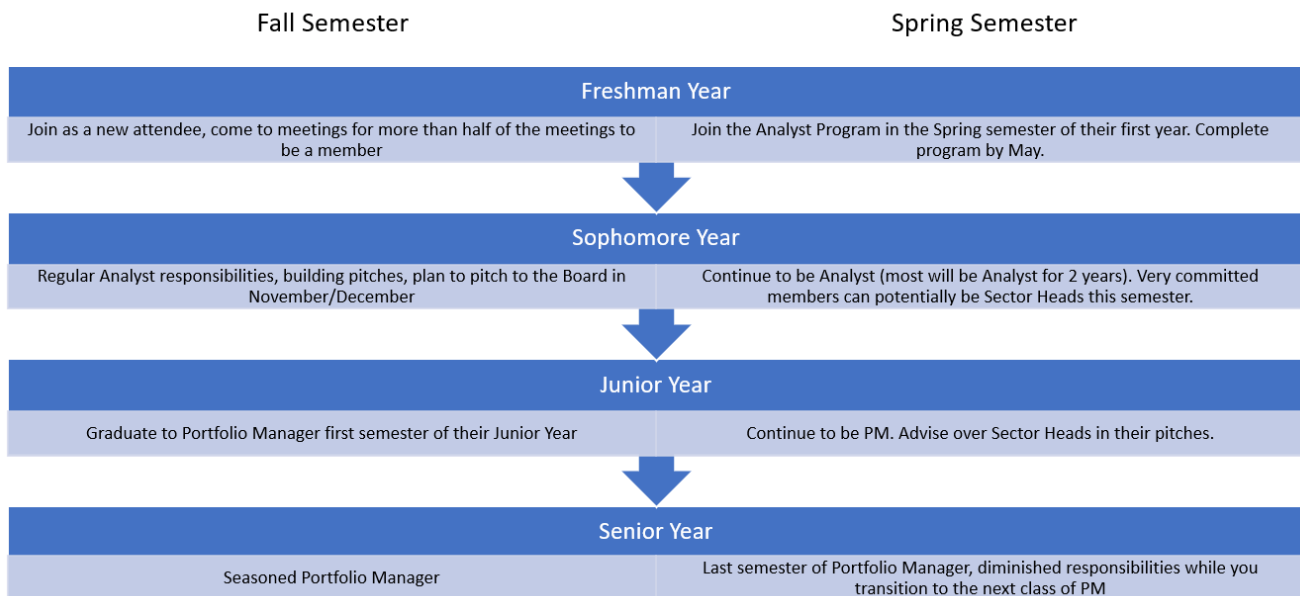 Fall Semester
Spring Semester
Freshman Year
Join as a new attendee, come to meetings for more than half of the meetings to
be a member
Join the Analyst Program in the Spring semester of their first year. Complete
program by May.
Sophomore Year
Regular Analyst responsibilities, building pitches, plan to pitch to the Board in
November/December
Continue to be Analyst (most will be Analyst for 2 years). Very committed
members can potentially be Sector Heads this semester.
Junior Year
Graduate to Portfolio Manager first semester of their Junior Year
Continue to be PM. Advise over Sector Heads in their pitches.
Senior Year
Seasoned Portfolio Manager
Last semester of Portfolio Manager, diminished responsibilities while you
transition to the next class of PM